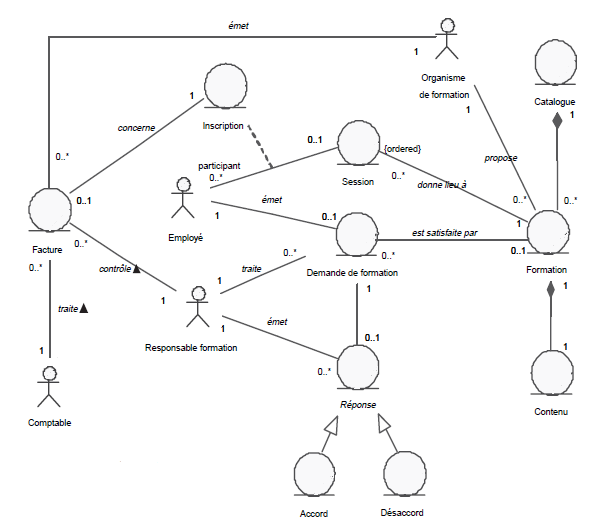 émet
1
Organisme
de formation
1
Catalogue
1
1
Inscription
concerne
0..1
{ordered}
participant
0..*
Session
0..*
propose
donne lieu à
0..*
0..*
0..*
0..1
Employé
1
émet
0..1
1
Facture
0..*
0..*
est satisfaite par
0..*
0..1
Formation
0..*
contrôle
traite
0..*
Demande de formation
1
1
1
1
traite
émet
1
Responsable formation
0..1
1
1
0..*
Comptable
Réponse
Contenu
Accord
Désaccord